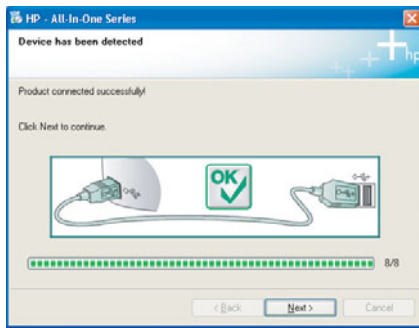 HP - All-In-One Series
Device has been detected
hp
Product connected successfully!
Click Next to continue.
OK
8/8
< Back
Next >
Cancel